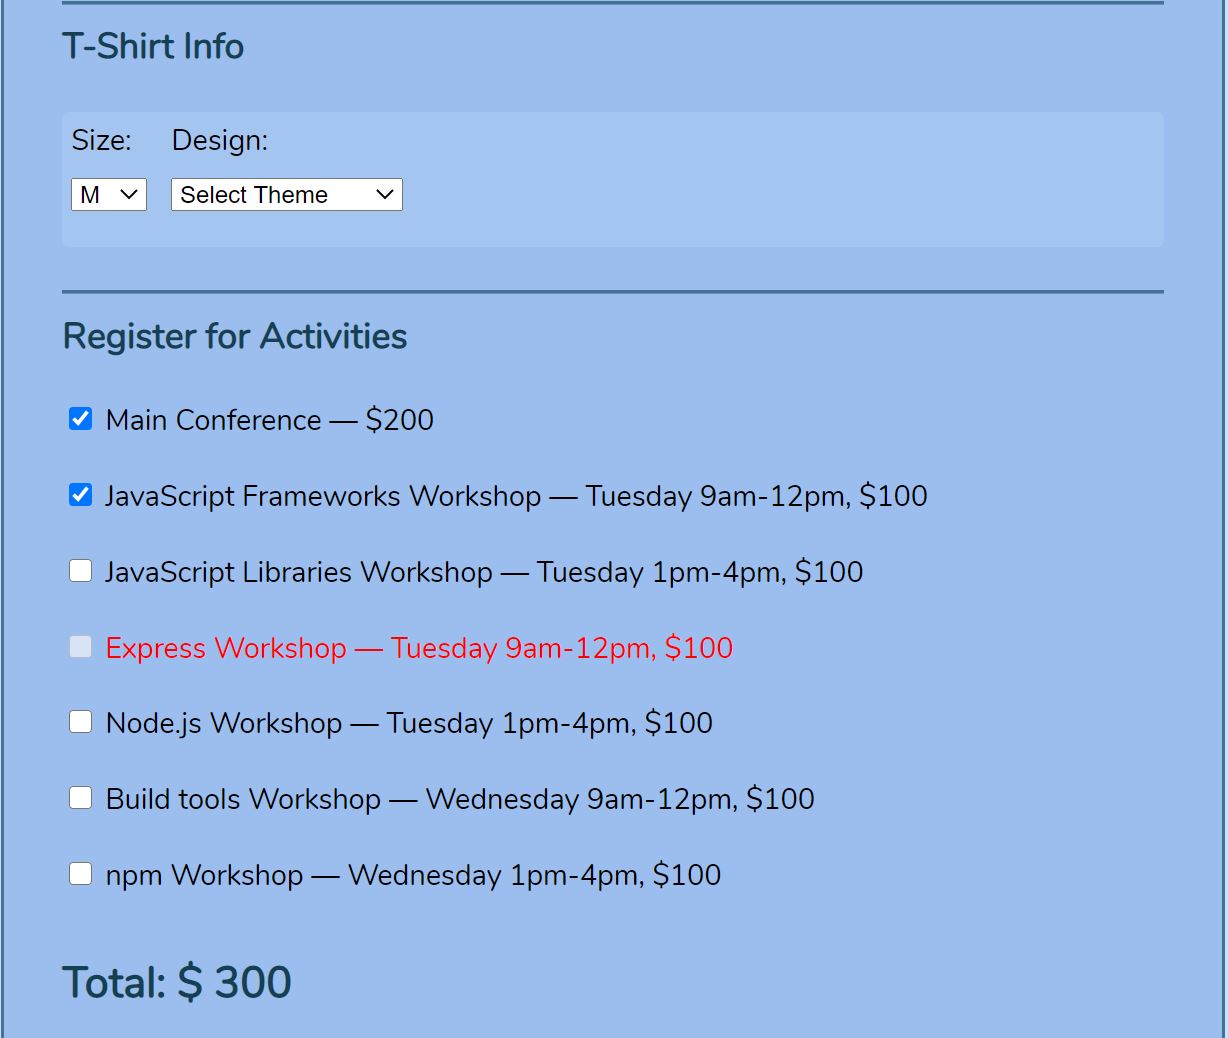 T-Shirt Info
Size: Design:
M Select Theme
Register for Activities
Main Conference — $200
JavaScript Frameworks Workshop — Tuesday 9am-12pm, $100
JavaScript Libraries Workshop — Tuesday 1pm-4pm, $100
Express Workshop — Tuesday 9am-12pm, $100
Node.js Workshop — Tuesday 1pm-4pm, $100
Build tools Workshop — Wednesday 9am-12pm, $100
npm Workshop — Wednesday 1pm-4pm, $100
Total: $ 300